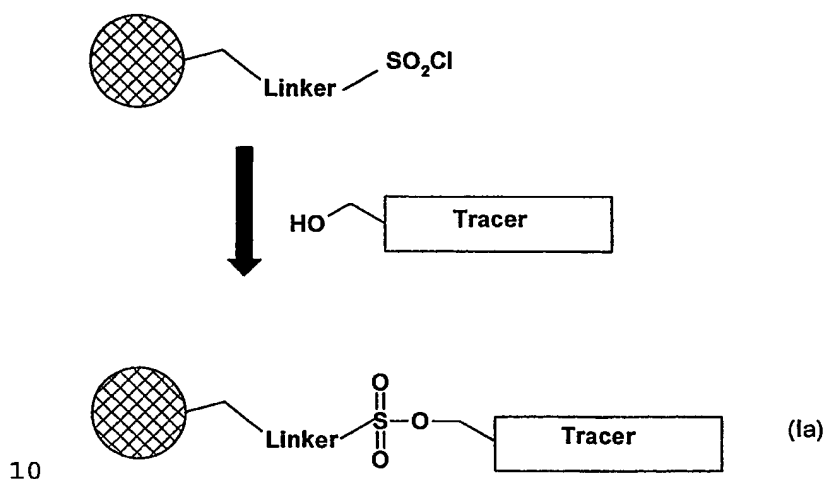 SO₂Cl
Linker
HO
Tracer
O
Linker S O Tracer (Ia)
O
10